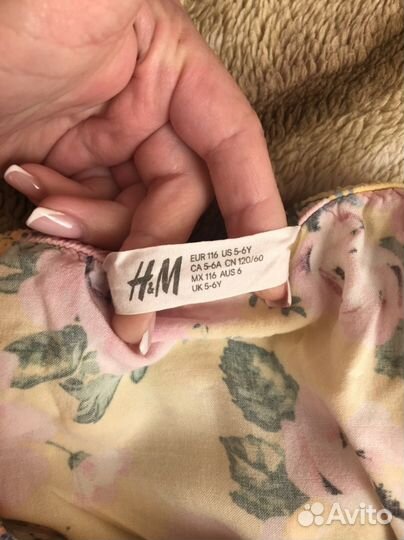 H&M
EUR 116 US 5-6Y
CA 5-6A CN 120/60
MX 116 AUS 6
UK 5-6Y
Avito